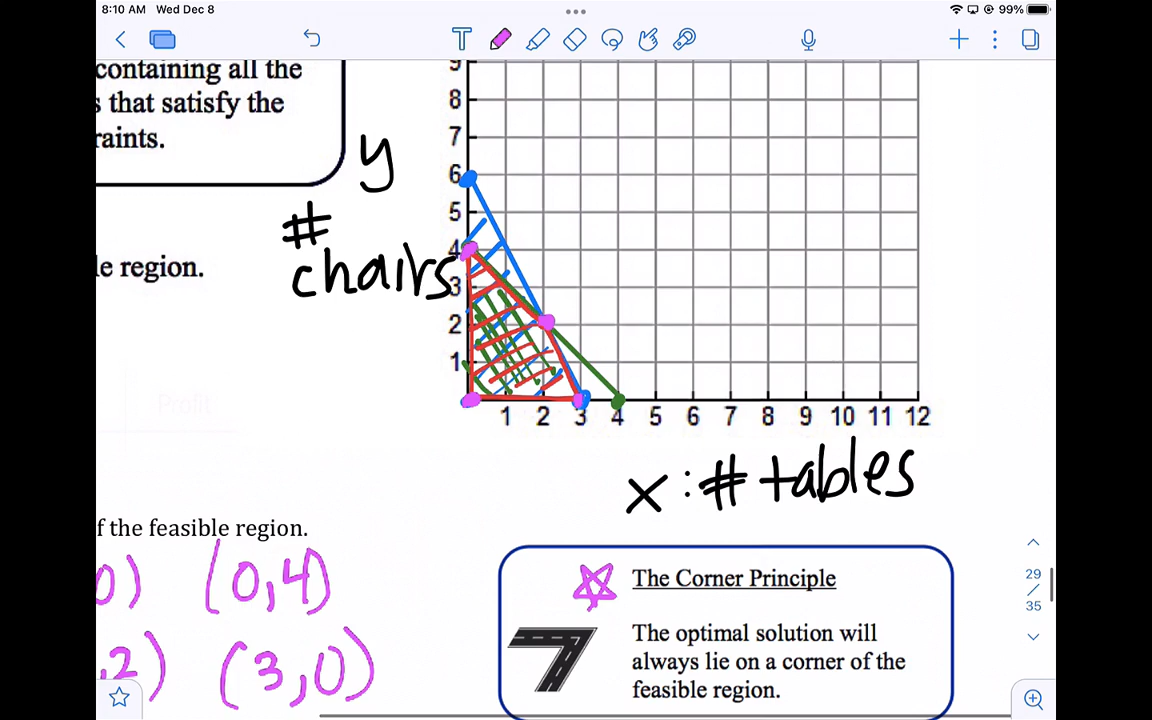 8:10 AM Wed Dec 8
99%
T
containing all the
s that satisfy the
raints.
y
#
chairs
le region.
9
8
7
6
5
4
3
2
1
1 2 3 4 5 6 7 8 9 10 11 12
x : # tables
Profit
f the feasible region.
0) (0,4)
,2) (3,0)
The Corner Principle
The optimal solution will
always lie on a corner of the
feasible region.
29
/
35